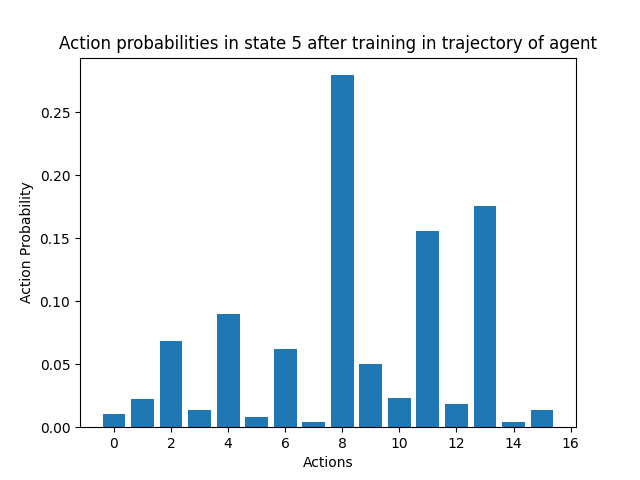 Action probabilities in state 5 after training in trajectory of agent
0.25
0.20
0.15
0.10
0.05
0.00
Action Probability
0 2 4 6 8 10 12 14 16
Actions